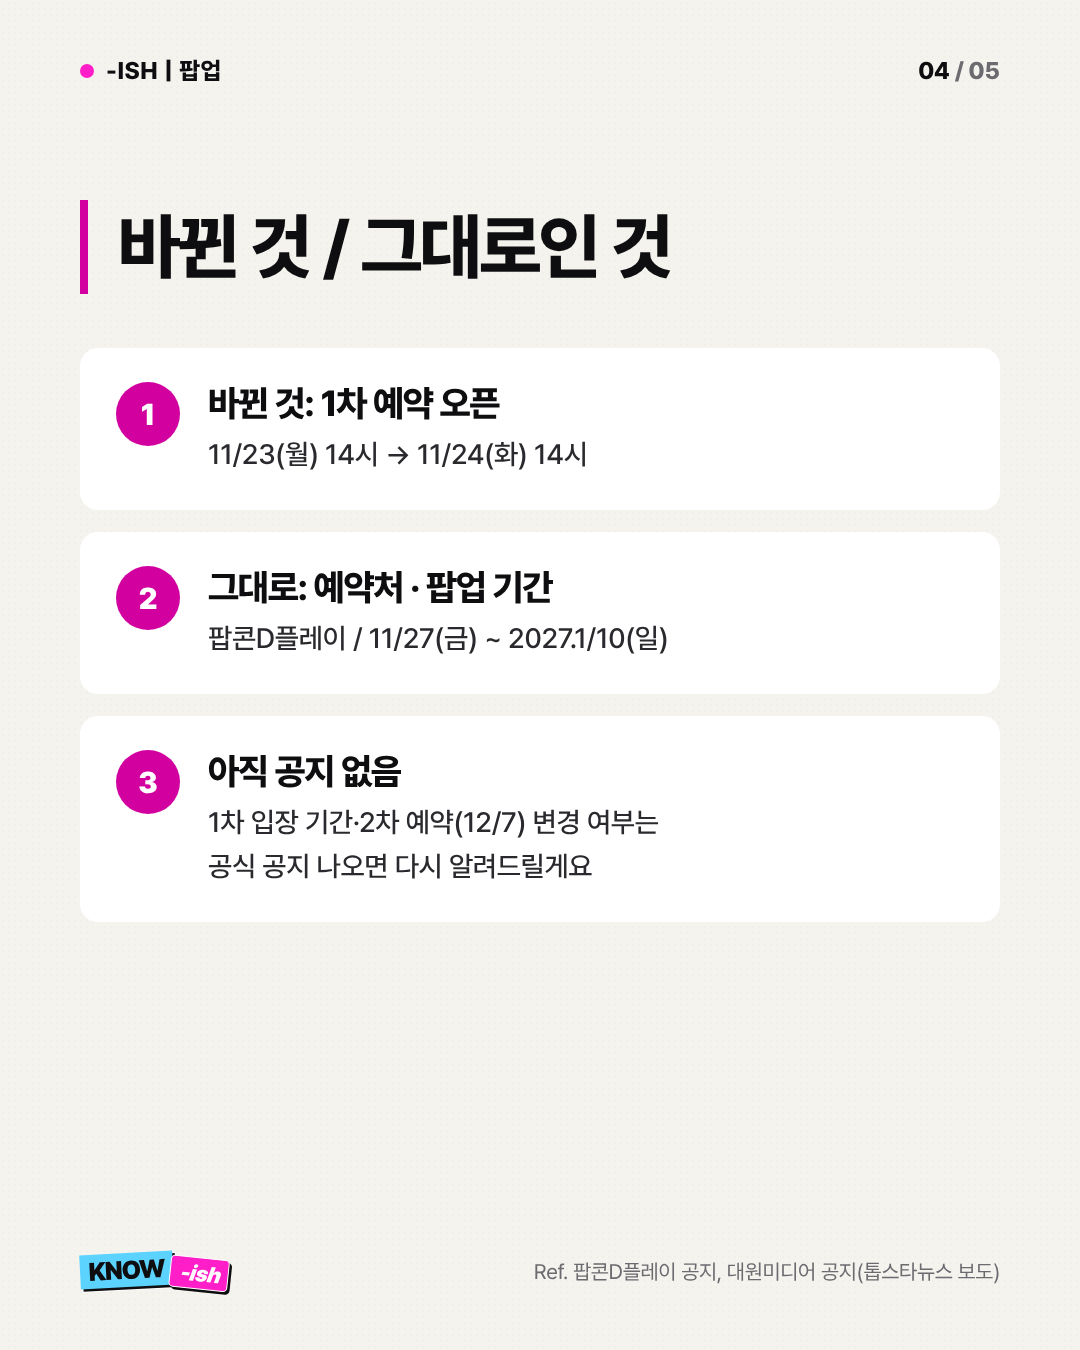 -ISH | 팝업
04 / 05
바뀐 것 / 그대로인 것
1
바뀐 것: 1차 예약 오픈
11/23(월) 14시 → 11/24(화) 14시
2
그대로: 예약처 · 팝업 기간
팝콘D플레이 / 11/27(금) ~ 2027.1/10(일)
3
아직 공지 없음
1차 입장 기간·2차 예약(12/7) 변경 여부는
공식 공지 나오면 다시 알려드릴게요
KNOW -ish
Ref. 팝콘D플레이 공지, 대원미디어 공지(톱스타뉴스 보도)